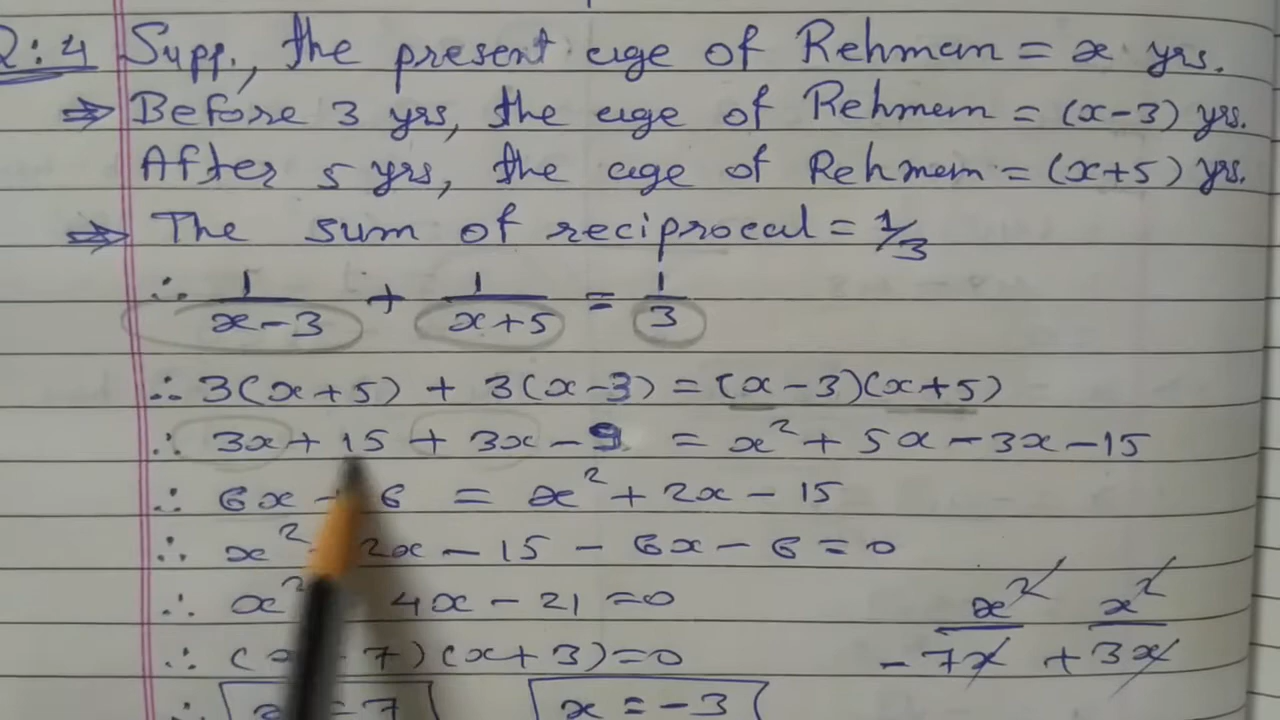 Q:4 Supp., the present age of Rehman = x yrs.
⇒ Before 3 yrs, the age of Rehman = (x-3) yrs.
After 5 yrs, the age of Rehman = (x+5) yrs.
⇒ The sum of reciprocal = 1/3
∴ 1/(x-3) + 1/(x+5) = 1/3
∴ 3(x+5) + 3(x-3) = (x-3)(x+5)
∴ 3x + 15 + 3x - 9 = x² + 5x - 3x - 15
∴ 6x 6 = x² + 2x - 15
∴ x² 2x - 15 - 6x - 6 = 0
∴ x² 4x - 21 = 0
x² x²
∴ (x 7)(x+3) = 0
-7x +3x
∴ x = 7 x = -3